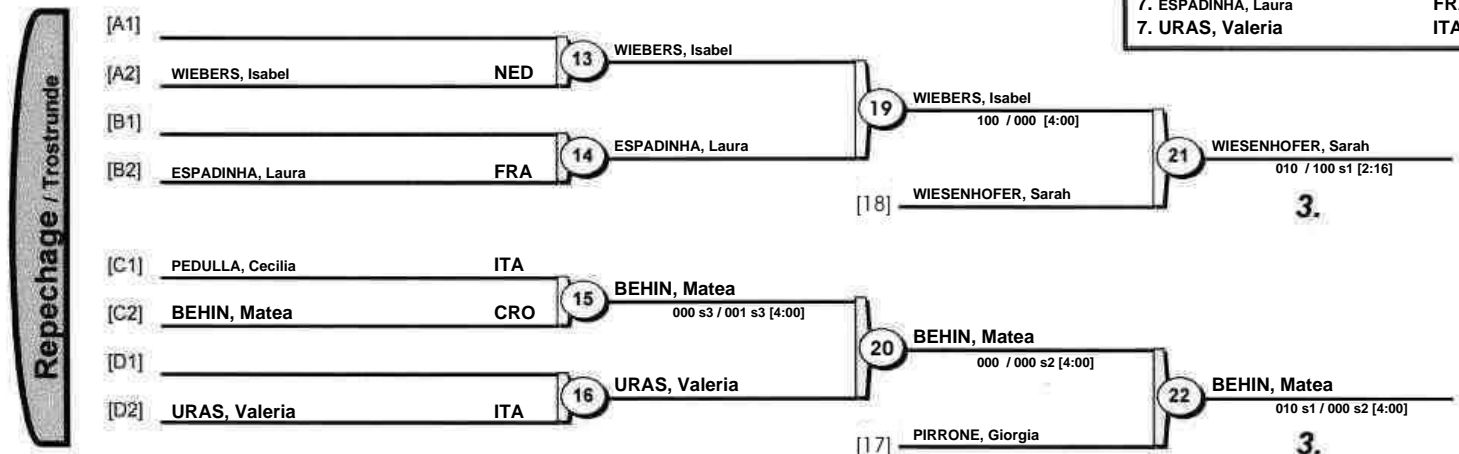 7. ESPADINHA, Laura FRA
7. URAS, Valeria ITA
Repechage / Trostrunde
[A1]
[A2] WIEBERS, Isabel NED
13 WIEBERS, Isabel
[B1]
[B2] ESPADINHA, Laura FRA
14 ESPADINHA, Laura
19 WIEBERS, Isabel
100 / 000 [4:00]
[18] WIESENHOFER, Sarah
21 WIESENHOFER, Sarah
010 / 100 s1 [2:16]
3.
[C1] PEDULLA, Cecilia ITA
[C2] BEHIN, Matea CRO
15 BEHIN, Matea
000 s3 / 001 s3 [4:00]
[D1]
[D2] URAS, Valeria ITA
16 URAS, Valeria
20 BEHIN, Matea
000 / 000 s2 [4:00]
[17] PIRRONE, Giorgia
22 BEHIN, Matea
010 s1 / 000 s2 [4:00]
3.